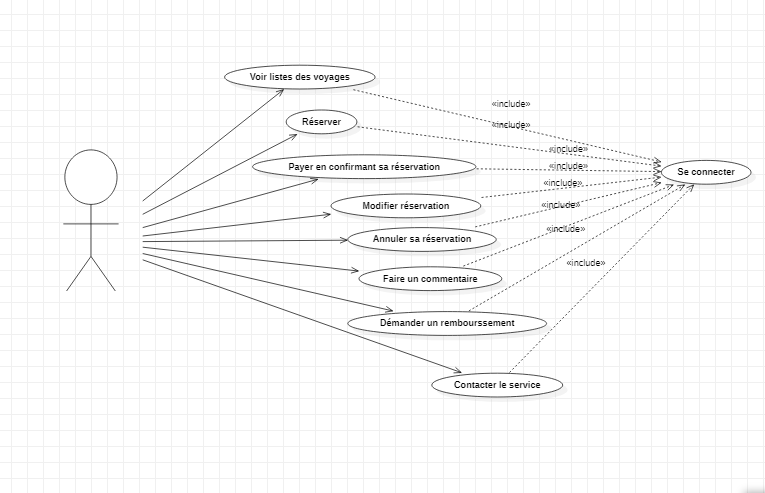 Voir listes des voyages
«include»
Réserver
«include»
«include»
Payer en confirmant sa réservation
«include»
Se connecter
«include»
Modifier réservation
«include»
«include»
Annuler sa réservation
«include»
Faire un commentaire
Démander un rembourssement
Contacter le service